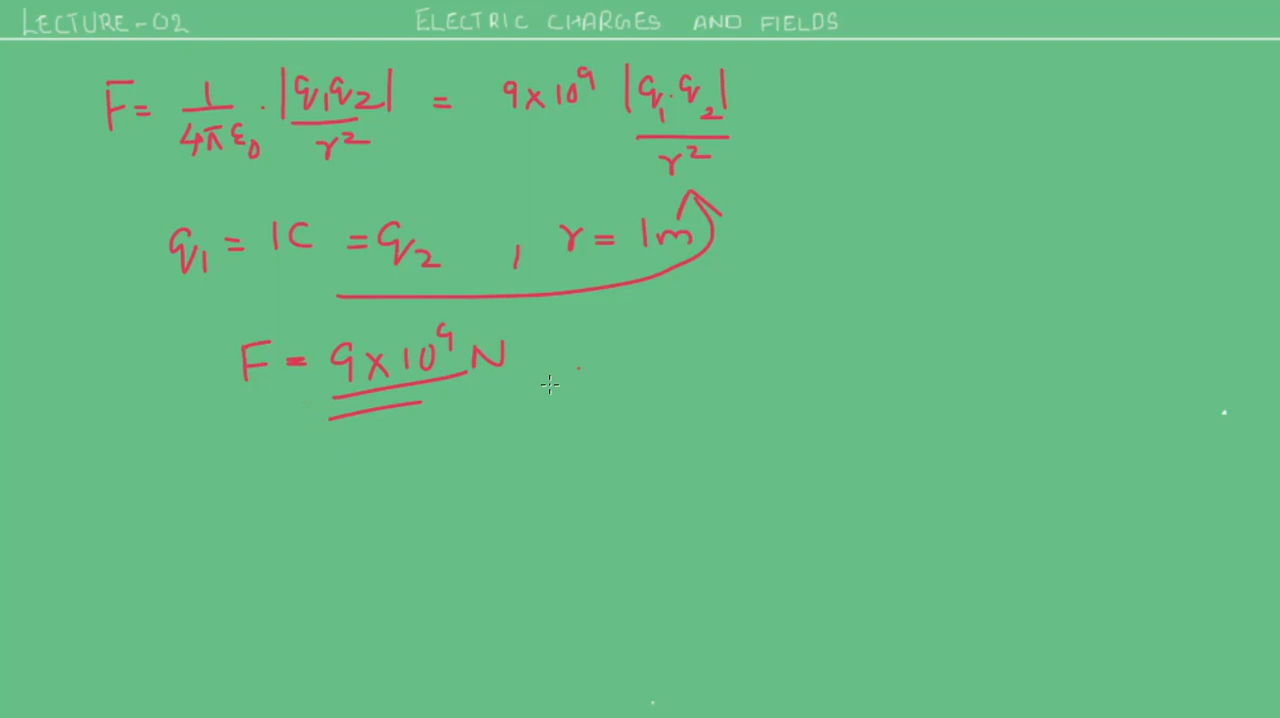 LECTURE-02 ELECTRIC CHARGES AND FIELDS
F = 1/4πε0 · |q1q2|/r² = 9×10⁹ |q1·q2|/r²
q1 = 1C = q2 , r = 1m
F = 9×10⁹ N